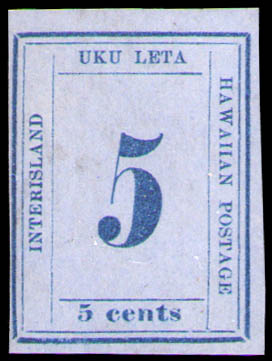 UKU LETA
INTERISLAND
5
HAWAIIAN POSTAGE
5 cents